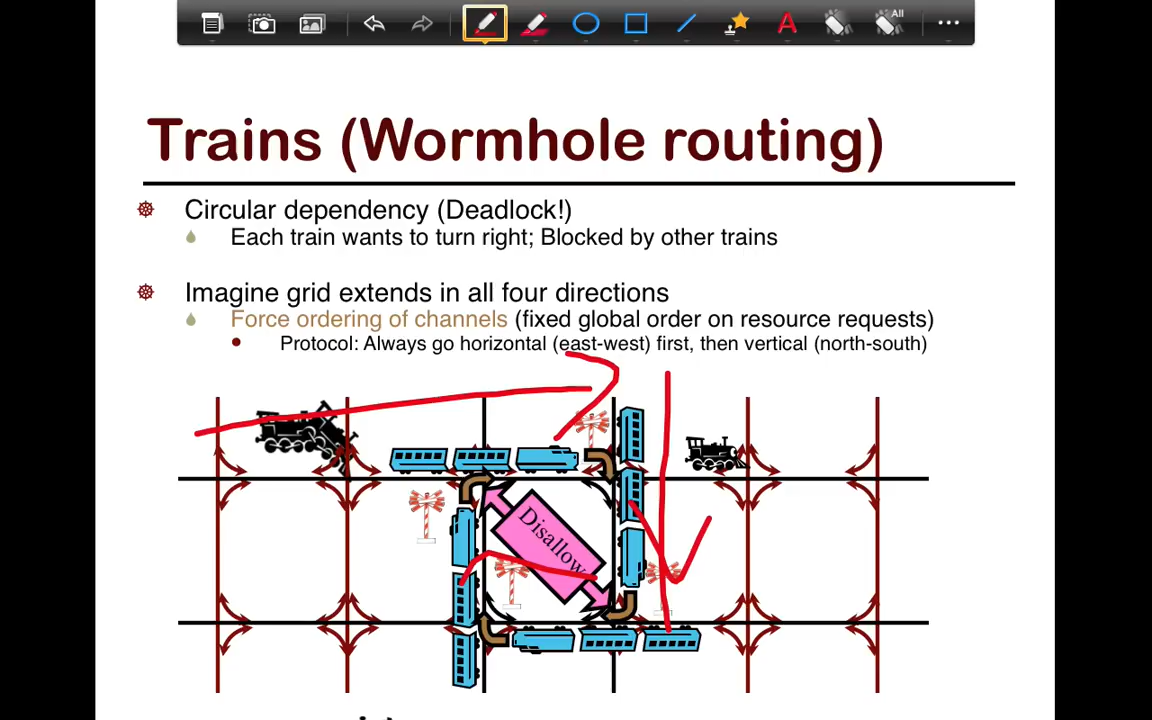 All
A
Trains (Wormhole routing)
Circular dependency (Deadlock!)
Each train wants to turn right; Blocked by other trains
Imagine grid extends in all four directions
Force ordering of channels (fixed global order on resource requests)
Protocol: Always go horizontal (east-west) first, then vertical (north-south)
Disallow